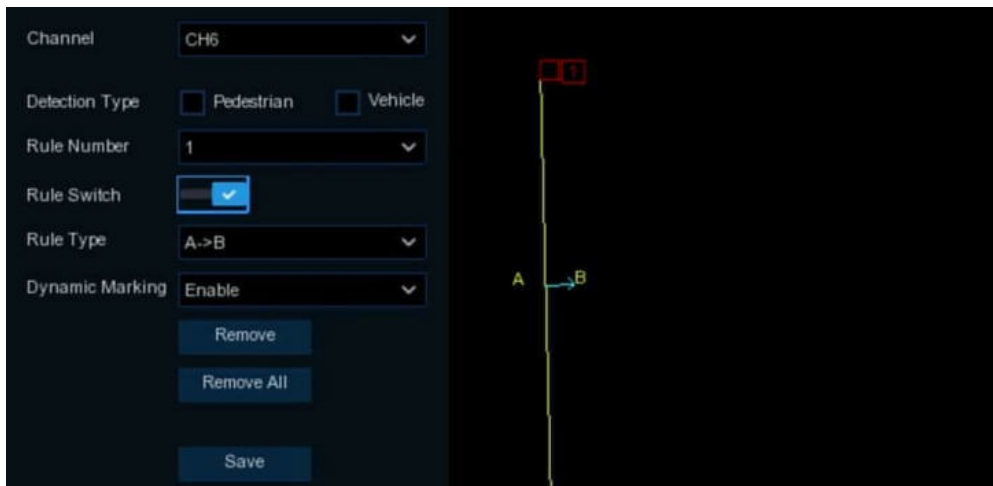 Channel CH6
Detection Type Pedestrian Vehicle
Rule Number 1
Rule Switch
Rule Type A->B
Dynamic Marking Enable
Remove
Remove All
Save
1
A B